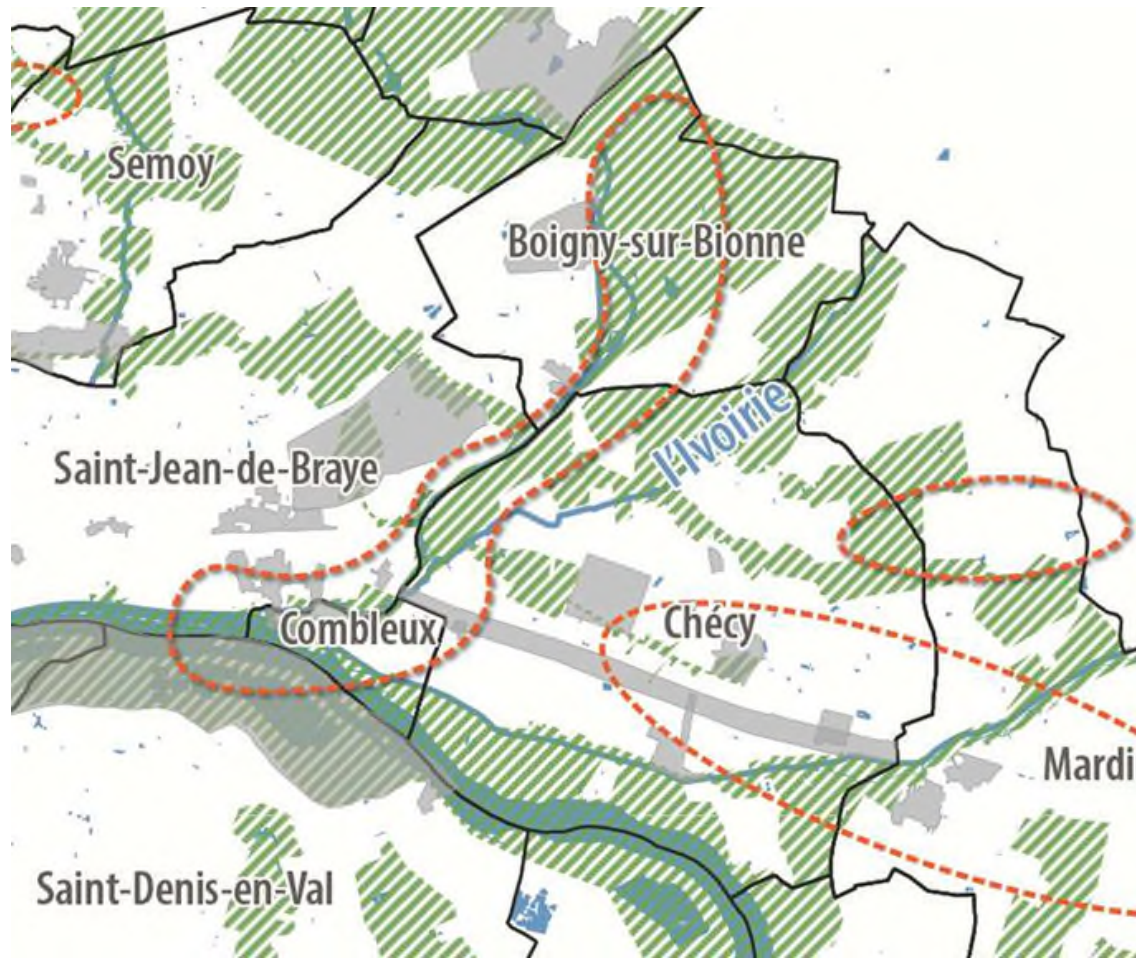 Semoy
Boigny-sur-Bionne
l'Ivoirie
Saint-Jean-de-Braye
Combleux
Chécy
Mardi
Saint-Denis-en-Val